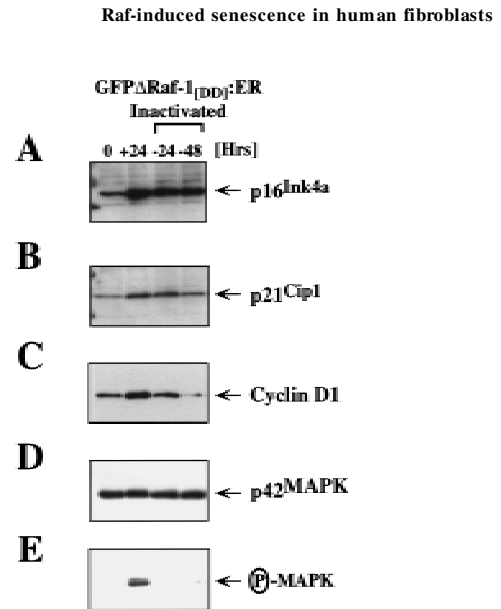 Raf-induced senescence in human fibroblasts
GFPΔRaf-1[DD]:ER
Inactivated
0 +24 -24 -48 [Hrs]
A
p16Ink4a
B
p21Cip1
C
Cyclin D1
D
p42MAPK
E
P-MAPK